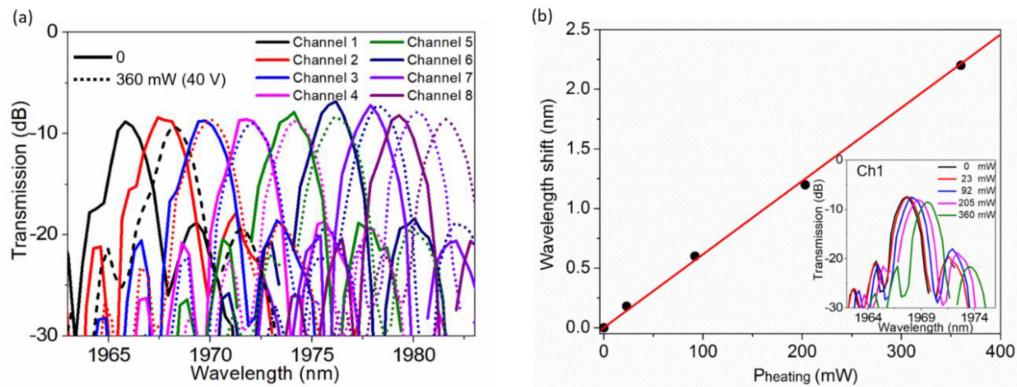 (a)
0
-10
-20
-30
Transmission (dB)
0
360 mW (40 V)
Channel 1
Channel 2
Channel 3
Channel 4
Channel 5
Channel 6
Channel 7
Channel 8
1965
1970
1975
1980
Wavelength (nm)
(b)
2.5
2.0
1.5
1.0
0.5
0.0
Wavelength shift (nm)
0
100
200
300
400
Pheating (mW)
Ch1
0 mW
23 mW
92 mW
205 mW
360 mW
0
-10
-20
-30
Transmission (dB)
1964
1969
1974
Wavelength (nm)